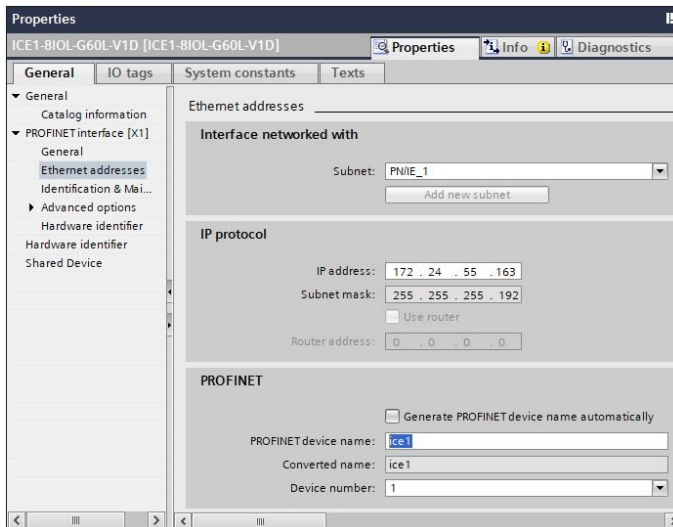 Properties
ICE1-8IOL-G60L-V1D [ICE1-8IOL-G60L-V1D]
Properties
Info
Diagnostics
General
IO tags
System constants
Texts
General
Catalog information
PROFINET interface [X1]
General
Ethernet addresses
Identification & Mai...
Advanced options
Hardware identifier
Hardware identifier
Shared Device
Ethernet addresses
Interface networked with
Subnet: PN/IE_1
Add new subnet
IP protocol
IP address: 172 . 24 . 55 . 163
Subnet mask: 255 . 255 . 255 . 192
Use router
Router address: 0 . 0 . 0 . 0
PROFINET
Generate PROFINET device name automatically
PROFINET device name: ice1
Converted name: ice1
Device number: 1